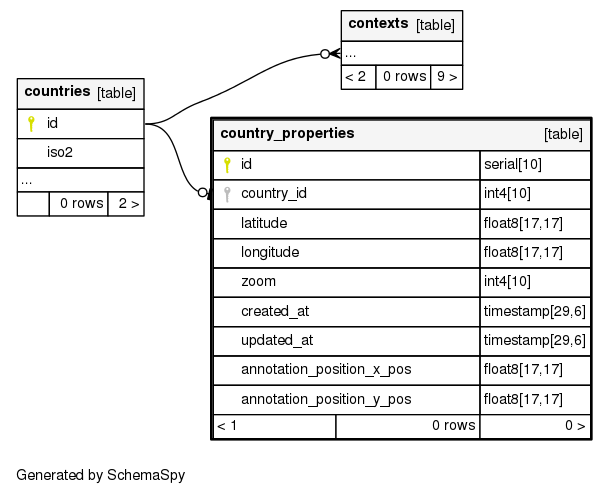 contexts [table]
...
< 2 0 rows 9 >
countries [table]
id
iso2
...
0 rows 2 >
country_properties [table]
id serial[10]
country_id int4[10]
latitude float8[17,17]
longitude float8[17,17]
zoom int4[10]
created_at timestamp[29,6]
updated_at timestamp[29,6]
annotation_position_x_pos float8[17,17]
annotation_position_y_pos float8[17,17]
< 1 0 rows 0 >
Generated by SchemaSpy